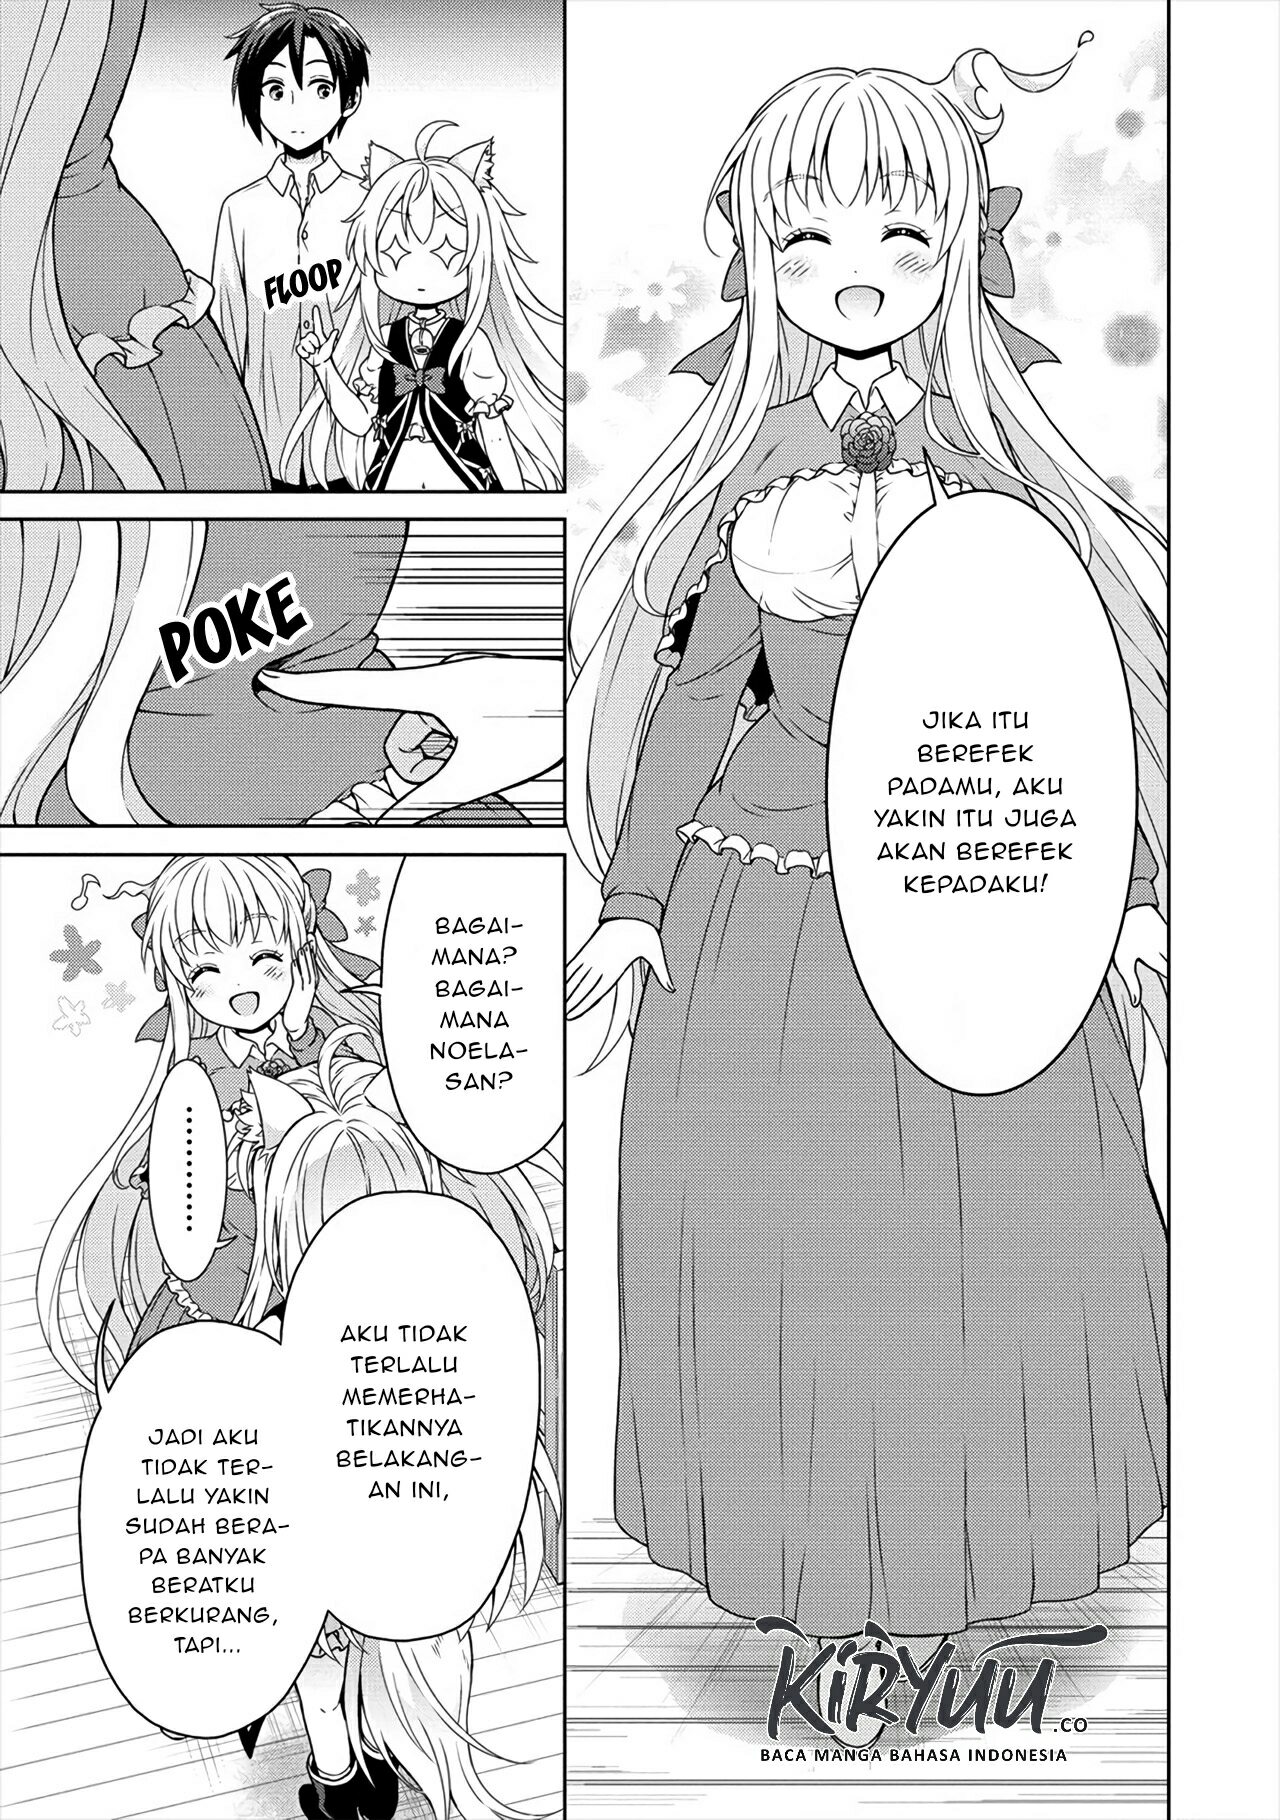 JIKA ITU
BEREFEK
PADAMU, AKU
YAKIN ITU JUGA
AKAN BEREFEK
KEPADAKU!
FLOOP
POKE
BAGAI-
MANA?
BAGAI-
MANA
NOELA-
SAN?
..........
AKU TIDAK
TERLALU
MEMERHA-
TIKANNYA
BELAKANG-
AN INI,
JADI AKU
TIDAK TER-
LALU YAKIN
SUDAH BERA-
PA BANYAK
BERATKU
BERKURANG,
TAPI...
KIRYUU.CO
BACA MANGA BAHASA INDONESIA